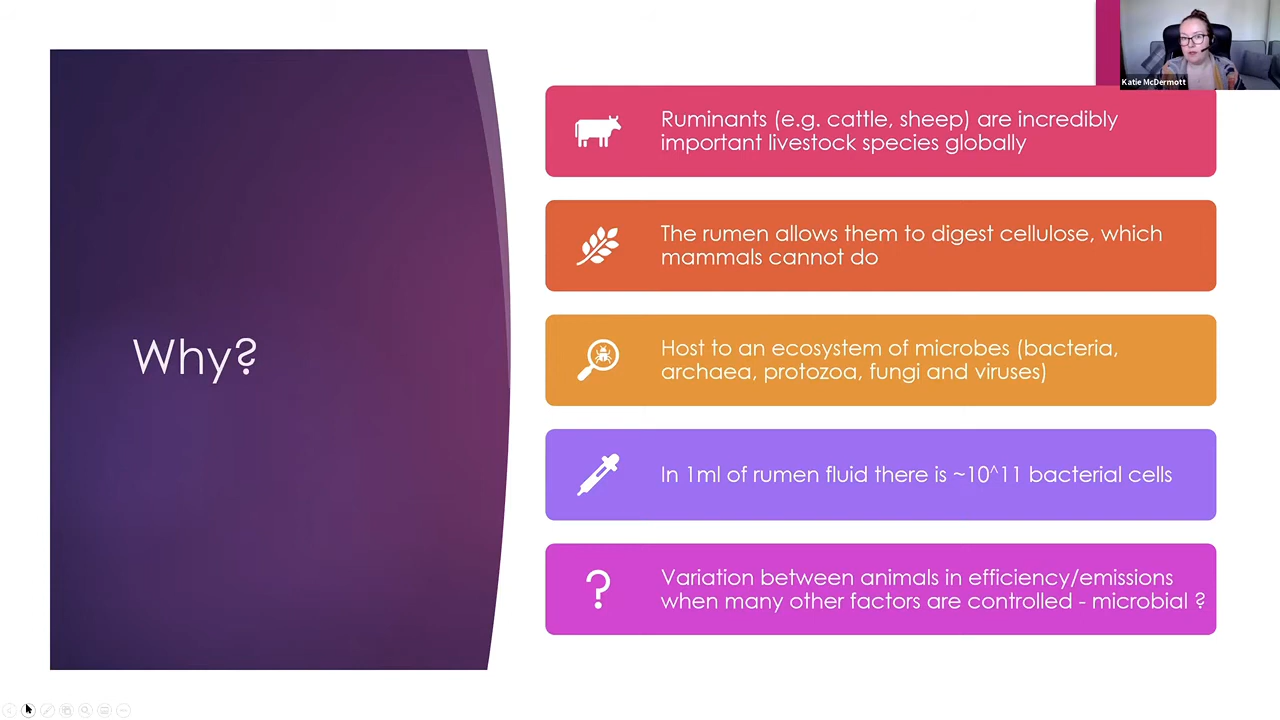 Katie McDermott
Why?
Ruminants (e.g. cattle, sheep) are incredibly
important livestock species globally
The rumen allows them to digest cellulose, which
mammals cannot do
Host to an ecosystem of microbes (bacteria,
archaea, protozoa, fungi and viruses)
In 1ml of rumen fluid there is ~10^11 bacterial cells
Variation between animals in efficiency/emissions
when many other factors are controlled - microbial ?